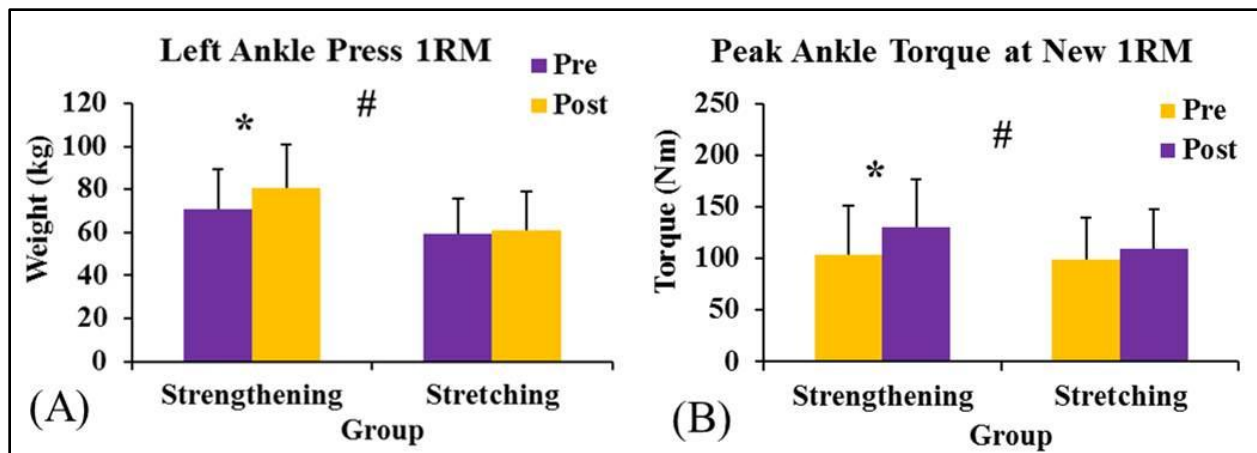 Left Ankle Press 1RM
Pre
Post
*
#
120
100
80
60
40
20
0
Weight (kg)
Strengthening
Stretching
Group
(A)
Peak Ankle Torque at New 1RM
Pre
Post
*
#
250
200
150
100
50
0
Torque (Nm)
Strengthening
Stretching
Group
(B)